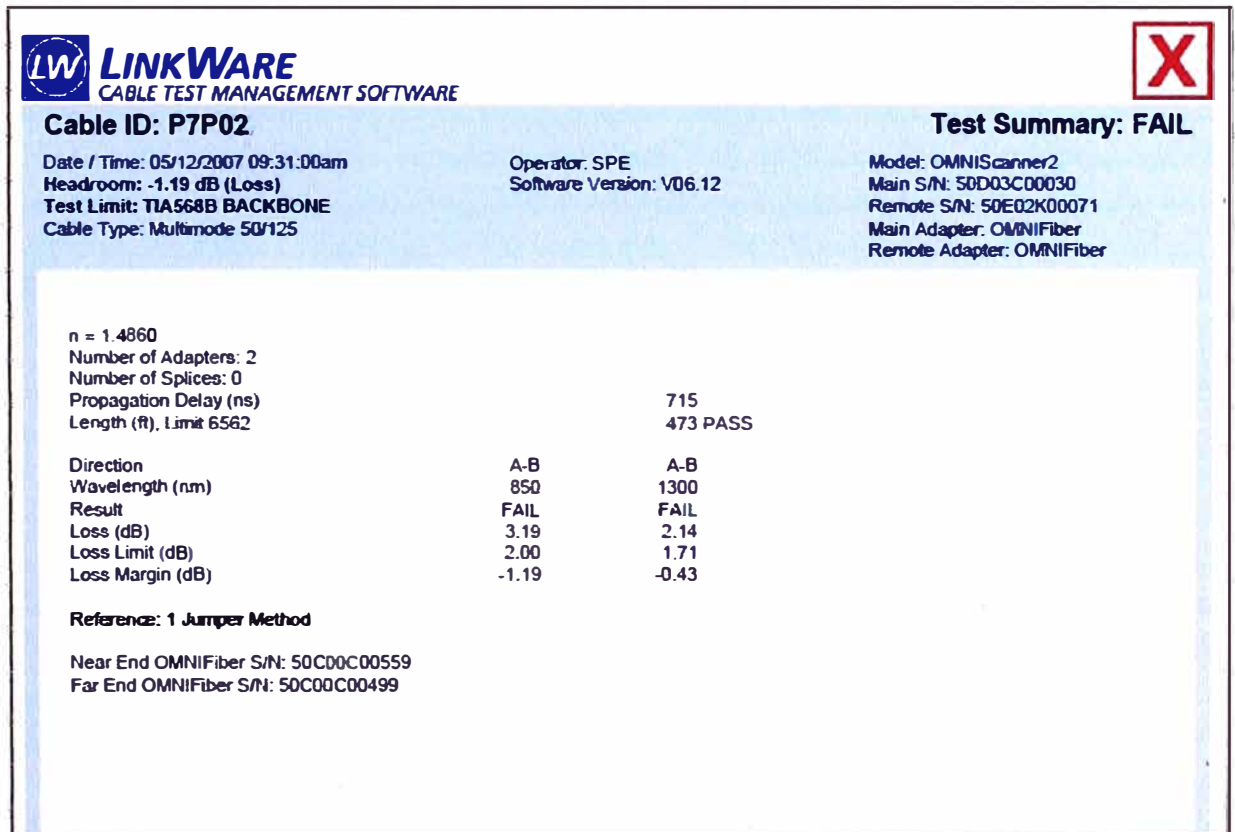 LW LINKWARE
CABLE TEST MANAGEMENT SOFTWARE
X
Cable ID: P7P02
Test Summary: FAIL
Date / Time: 05/12/2007 09:31:00am
Headroom: -1.19 dB (Loss)
Test Limit: TIA568B BACKBONE
Cable Type: Multimode 50/125
Operator: SPE
Software Version: V06.12
Model: OMNIScanner2
Main S/N: 50D03C00030
Remote S/N: 50E02K00071
Main Adapter: OMNIFiber
Remote Adapter: OMNIFiber
n = 1.4860
Number of Adapters: 2
Number of Splices: 0
Propagation Delay (ns) 715
Length (ft), Limit 6562 473 PASS
Direction A-B A-B
Wavelength (nm) 850 1300
Result FAIL FAIL
Loss (dB) 3.19 2.14
Loss Limit (dB) 2.00 1.71
Loss Margin (dB) -1.19 -0.43
Reference: 1 Jumper Method
Near End OMNIFiber S/N: 50C00C00559
Far End OMNIFiber S/N: 50C00C00499